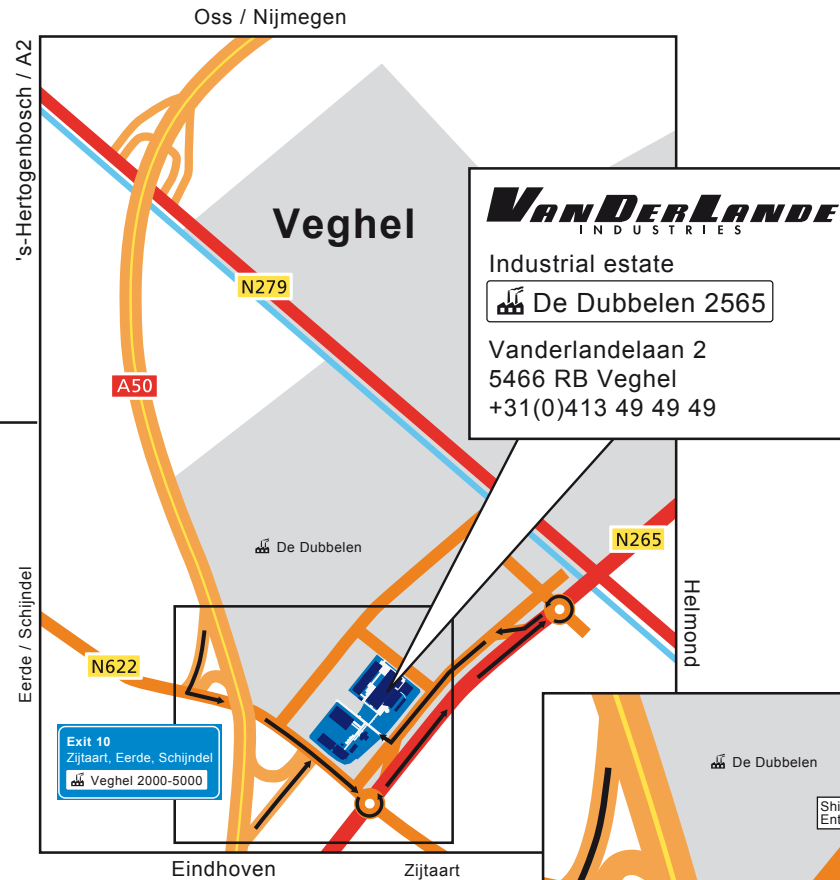 Oss / Nijmegen
's-Hertogenbosch / A2
VANDERLANDE
INDUSTRIES
Veghel
Industrial estate
De Dubbelen 2565
N279
Vanderlandelaan 2
5466 RB Veghel
+31(0)413 49 49 49
A50
N265
De Dubbelen
Helmond
Eerde / Schijndel
N622
Exit 10
Zijtaart, Eerde, Schijndel
Veghel 2000-5000
De Dubbelen
Eindhoven
Zijtaart